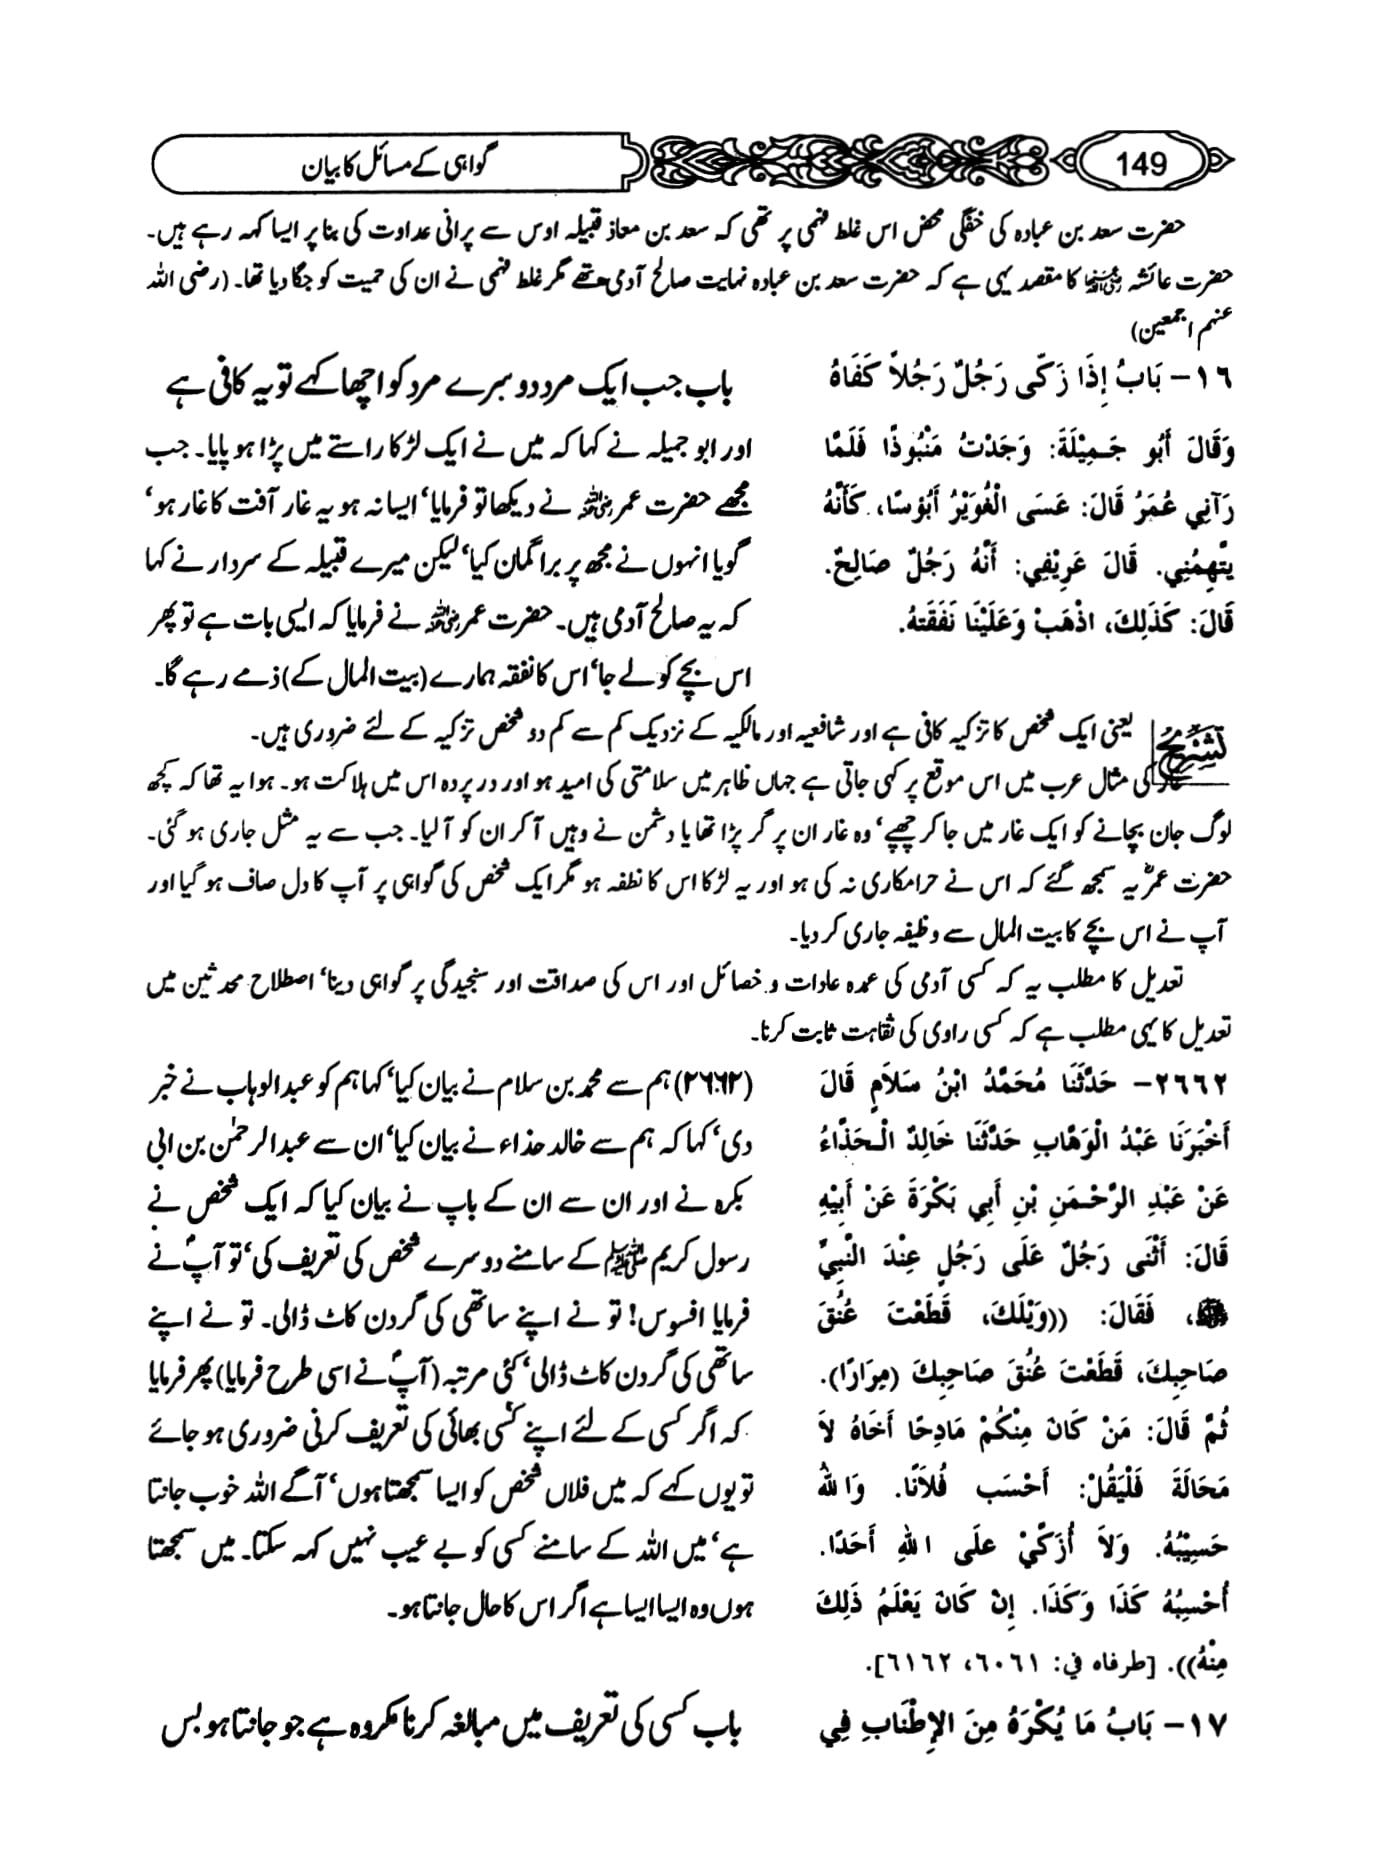 149
گواہی کے مسائل کا بیان
حضرت سعد بن عبادہ کی خفگی محض اس غلط فہمی پر تھی کہ سعد بن معاذ قبیلہ اوس سے پرانی عداوت کی بنا پر ایسا کہہ رہے ہیں۔
حضرت عائشہ رضی اللہ عنہا کا مقصد یہی ہے کہ حضرت سعد بن عبادہ نہایت صالح آدمی تھے مگر غلط فہمی نے ان کی حمیت کو جگا دیا تھا۔ (رضی اللہ
عنہم اجمعین)
١٦- بَابُ إِذَا زَكَّى رَجُلٌ رَجُلاً كَفَاهُ
وَقَالَ أَبُو جَمِيْلَةَ: وَجَدْتُ مَنْبُوذًا فَلَمَّا
رَآنِي عُمَرُ قَالَ: عَسَى الْغُوَيْرُ أَبْؤُسًا، كَأَنَّهُ
يَتَّهِمُنِي. قَالَ عَرِيْفِي: أَنَّهُ رَجُلٌ صَالِحٌ.
قَالَ: كَذَلِكَ، اذْهَبْ وَعَلَيْنَا نَفَقَتُهُ.
باب جب ایک مرد دوسرے مرد کو اچھا کہے تو یہ کافی ہے
اور ابو جمیلہ نے کہا کہ میں نے ایک لڑکا راستے میں پڑا ہو پایا۔ جب
مجھے حضرت عمر رضی اللہ عنہ نے دیکھا تو فرمایا‘ ایسا نہ ہو یہ غار آفت کا غار ہو‘
گویا انہوں نے مجھ پر برا گمان کیا‘ لیکن میرے قبیلہ کے سردار نے کہا
کہ یہ صالح آدمی ہیں۔ حضرت عمر رضی اللہ عنہ نے فرمایا کہ ایسی بات ہے تو پھر
اس بچے کو لے جا‘ اس کا نفقہ ہمارے (بیت المال کے) ذمے رہے گا۔
تشریح یعنی ایک شخص کا تزکیہ کافی ہے اور شافعیہ اور مالکیہ کے نزدیک کم سے کم دو شخص تزکیہ کے لئے ضروری ہیں۔
غار کی مثال عرب میں اس موقع پر کہی جاتی ہے جہاں ظاہر میں سلامتی کی امید ہو اور در پردہ اس میں ہلاکت ہو۔ ہوا یہ تھا کہ کچھ
لوگ جان بچانے کو ایک غار میں جا کر چھپے‘ وہ غار ان پر گر پڑا تھا یا دشمن نے وہیں آ کر ان کو آ لیا۔ جب سے یہ مثل جاری ہو گئی۔
حضرت عمرؓ یہ سمجھ گئے کہ اس نے حرامکاری نہ کی ہو اور یہ لڑکا اس کا نطفہ ہو مگر ایک شخص کی گواہی پر آپ کا دل صاف ہو گیا اور
آپ نے اس بچے کا بیت المال سے وظیفہ جاری کر دیا۔
تعدیل کا مطلب یہ کہ کسی آدمی کی عمدہ عادات و خصائل اور اس کی صداقت اور سنجیدگی پر گواہی دینا‘ اصطلاح محدثین میں
تعدیل کا یہی مطلب ہے کہ کسی راوی کی ثقاہت ثابت کرنا۔
٢٦٦٢- حَدَّثَنَا مُحَمَّدُ ابْنُ سَلاَمٍ قَالَ
أَخْبَرَنَا عَبْدُ الْوَهَّابِ حَدَّثَنَا خَالِدٌ الْحَذَّاءُ
عَنْ عَبْدِ الرَّحْمَنِ بْنِ أَبِي بَكْرَةَ عَنْ أَبِيْهِ
قَالَ: أَثْنَى رَجُلٌ عَلَى رَجُلٍ عِنْدَ النَّبِيِّ
ﷺ، فَقَالَ: ((وَيْلَكَ، قَطَعْتَ عُنُقَ
صَاحِبِكَ، قَطَعْتَ عُنُقَ صَاحِبِكَ (مِرَارًا).
ثُمَّ قَالَ: مَنْ كَانَ مِنْكُمْ مَادِحًا أَخَاهُ لاَ
مَحَالَةَ فَلْيَقُلْ: أَحْسَب فُلاَنًا. وَاللهُ
حَسِيْبُهُ. وَلاَ أُزَكِّيْ عَلَى اللهِ أَحَدًا.
أُحْسِبُهُ كَذَا وَكَذَا. إِنْ كَانَ يَعْلَمُ ذَلِكَ
مِنْهُ)). [طرفاه في: ٦٠٦١، ٦١٦٢].
(۲۶۶۲) ہم سے محمد بن سلام نے بیان کیا‘ کہا ہم کو عبدالوہاب نے خبر
دی‘ کہا کہ ہم سے خالد حذاء نے بیان کیا‘ ان سے عبدالرحمٰن بن ابی
بکرہ نے اور ان سے ان کے باپ نے بیان کیا کہ ایک شخص نے
رسول کریم ﷺ کے سامنے دوسرے شخص کی تعریف کی‘ تو آپؐ نے
فرمایا افسوس! تو نے اپنے ساتھی کی گردن کاٹ ڈالی۔ تو نے اپنے
ساتھی کی گردن کاٹ ڈالی‘ کئی مرتبہ (آپؐ نے اسی طرح فرمایا) پھر فرمایا
کہ اگر کسی کے لئے اپنے کسی بھائی کی تعریف کرنی ضروری ہو جائے
تو یوں کہے کہ میں فلاں شخص کو ایسا سمجھتا ہوں‘ آگے اللہ خوب جانتا
ہے‘ میں اللہ کے سامنے کسی کو بے عیب نہیں کہہ سکتا۔ میں سمجھتا
ہوں وہ ایسا ایسا ہے اگر اس کا حال جانتا ہو۔
١٧- بَابُ مَا يُكْرَهُ مِنَ الإِطْنَابِ فِي
باب کسی کی تعریف میں مبالغہ کرنا مکروہ ہے جو جانتا ہو بس